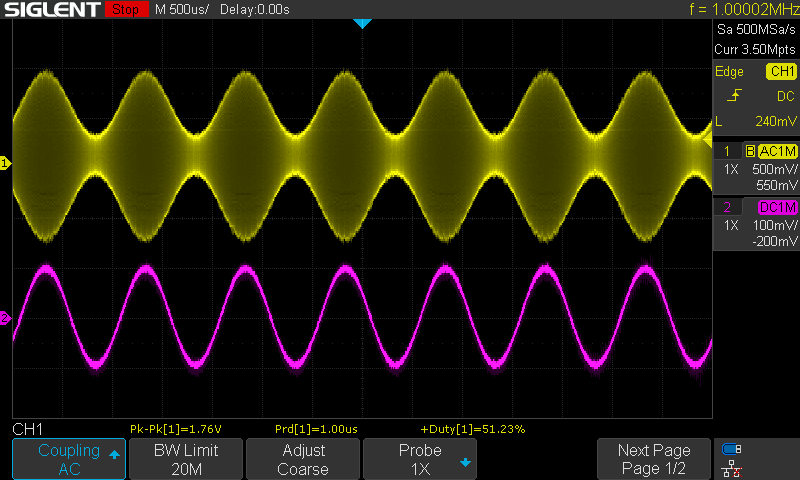 SIGLENT Stop M 500us/ Delay:0.00s f = 1.00002MHz
Sa 500MSa/s
Curr 3.50Mpts
Edge CH1
DC
L 240mV
1 B AC1M
1X 500mV/
550mV
2 DC1M
1X 100mV/
-200mV
1
2
CH1 Pk-Pk[1]=1.76V Prd[1]=1.00us +Duty[1]=51.23%
Coupling BW Limit Adjust Probe Next Page
AC 20M Coarse 1X Page 1/2